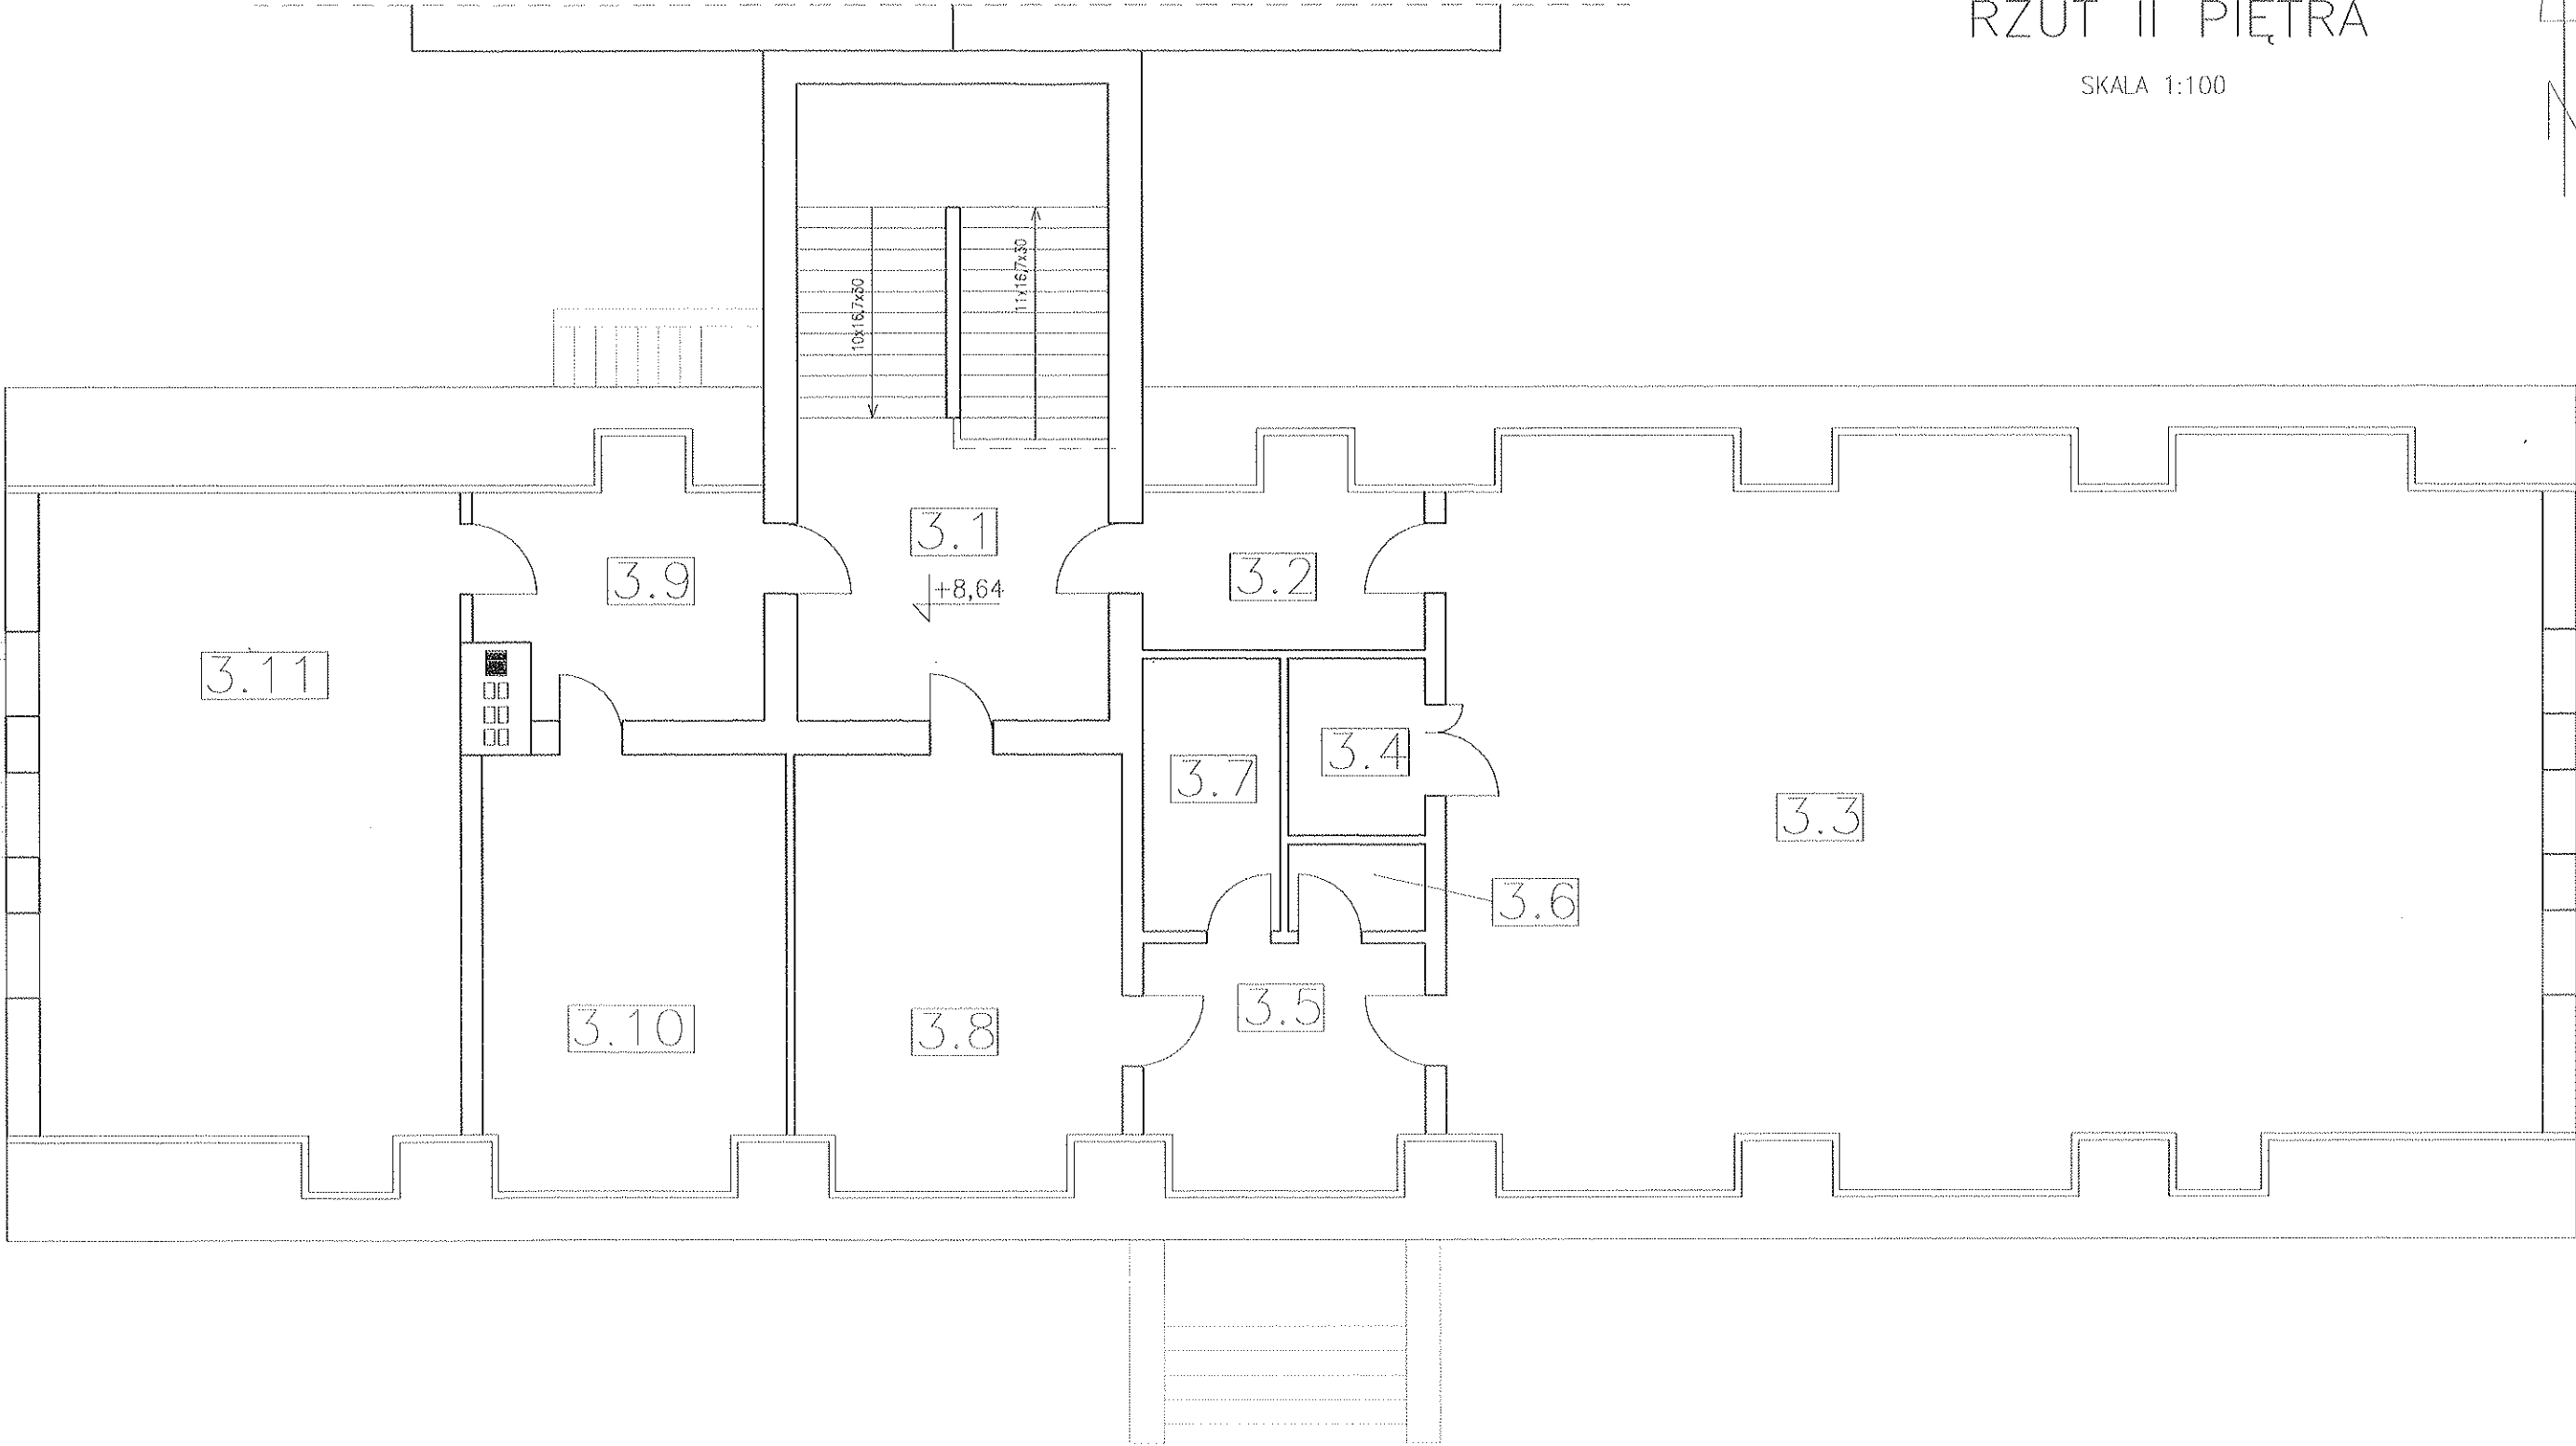 RZUT II PIĘTRA
SKALA 1:100
N
10x16,7x30
11x16,7x30
3.1
+8,64
3.9
3.2
3.11
3.4
3.7
3.3
3.6
3.5
3.10
3.8